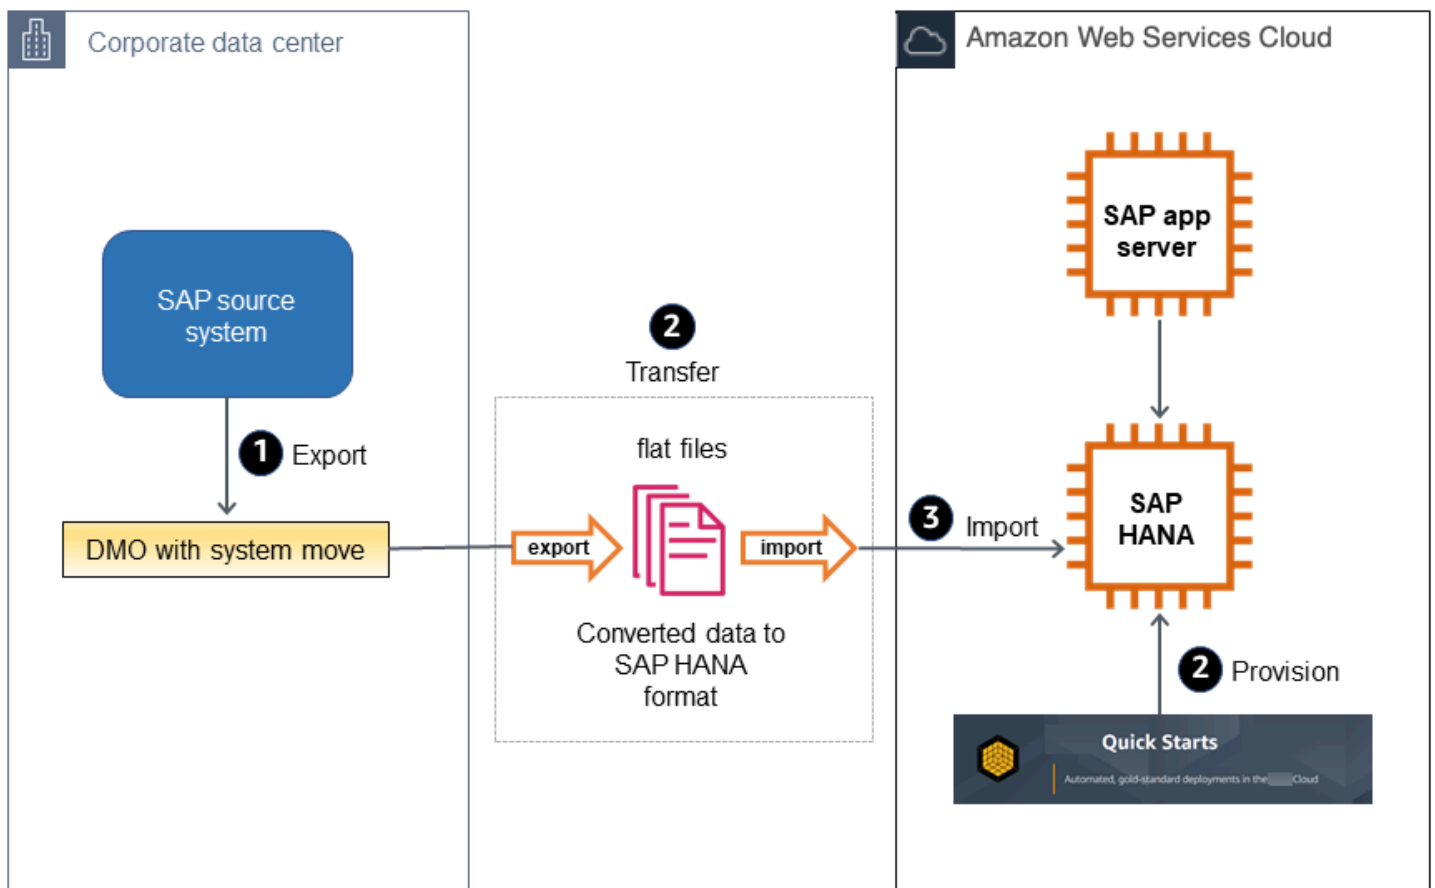 Corporate data center
Amazon Web Services Cloud
SAP app
server
SAP source
system
2
Transfer
1
Export
flat files
3
Import
SAP
HANA
DMO with system move
export
import
Converted data to
SAP HANA
format
2
Provision
Quick Starts
Automated, gold-standard deployments in the Cloud